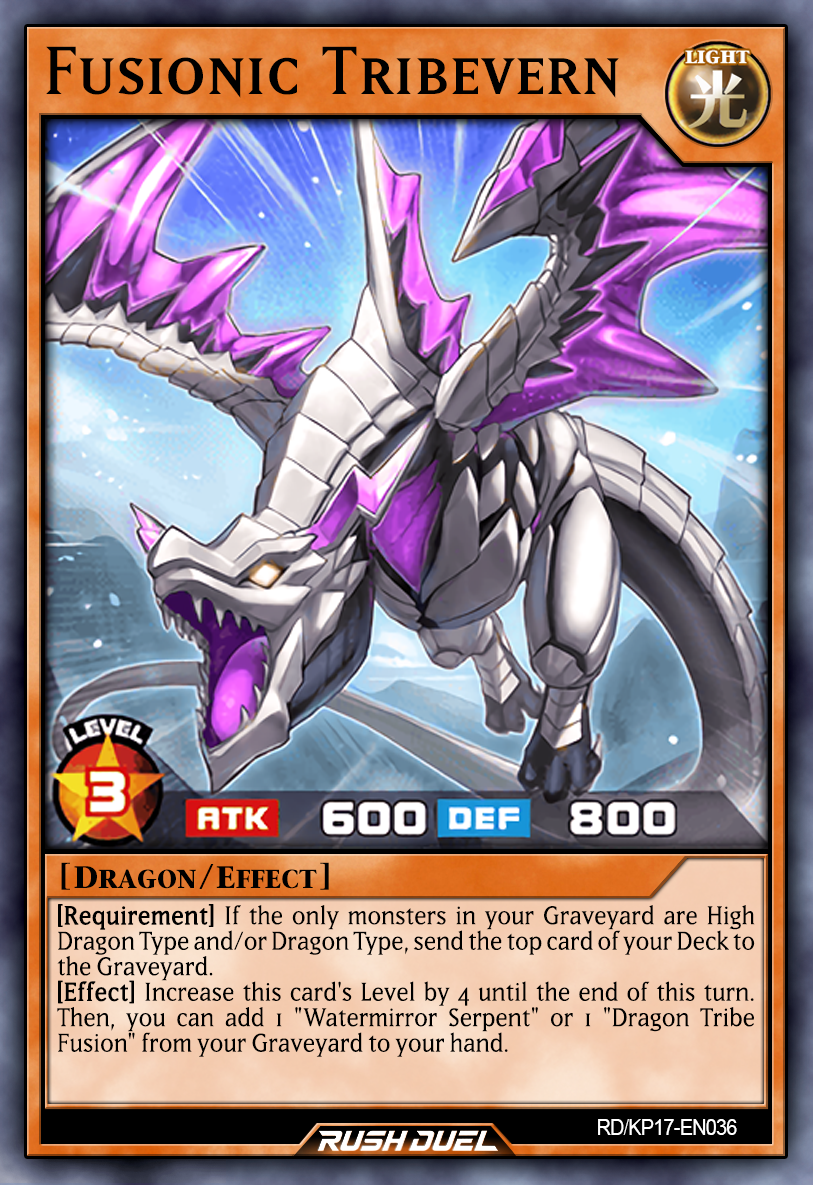 Fusionic Tribevern
LIGHT
光
LEVEL
3
ATK 600 DEF 800
[Dragon/Effect]
[Requirement] If the only monsters in your Graveyard are High
Dragon Type and/or Dragon Type, send the top card of your Deck to
the Graveyard.
[Effect] Increase this card's Level by 4 until the end of this turn.
Then, you can add 1 "Watermirror Serpent" or 1 "Dragon Tribe
Fusion" from your Graveyard to your hand.
RD/KP17-EN036
RUSH DUEL